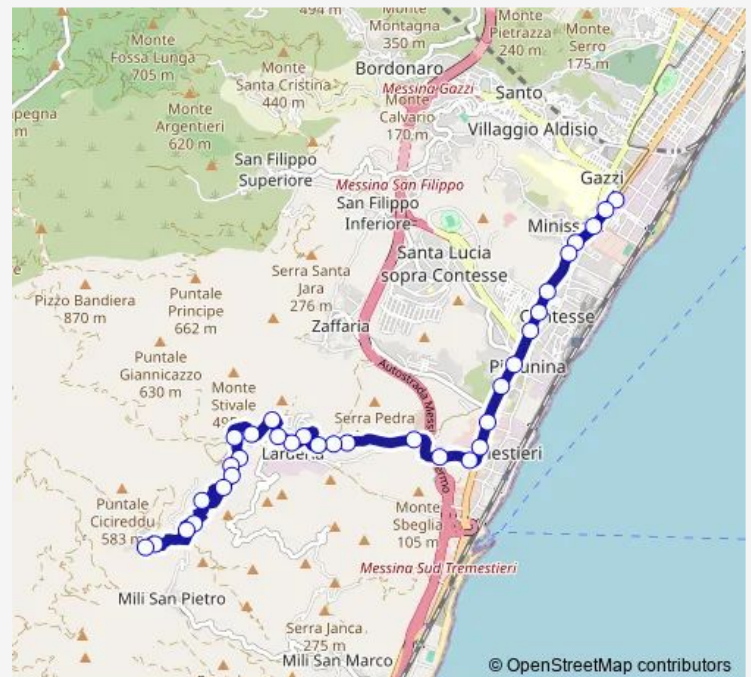 494 m
Monte
Montagna
350 m
Monte
Pietrazza
240 m
Monte
Serro
175 m
Monte
Fossa Lunga
705 m
Bordonaro
Monte
Santa Cristina
440 m
Messina Gazzi
Santo
Monte
Calvario
170 m
Monte
Argentieri
620 m
Villaggio Aldisio
m
San Filippo
Superiore
Gazzi
Messina San Filippo
San Filippo
Inferiore
Santa Lucia
sopra Contesse
Serra Santa
Jara
276 m
Pizzo Bandiera
870 m
Puntale
Principe
662 m
Zaffaria
Puntale
Giannicazzo
630 m
Monte
Stivale
Autostrada
Serra Pedra
Puntale
Cicireddu
583 m
Monte
Sbeglia
105 m
Messina Sud Tremestieri
Mili San Pietro
Serra Janca
275 m
Mili San Marco
© OpenStreetMap contributors